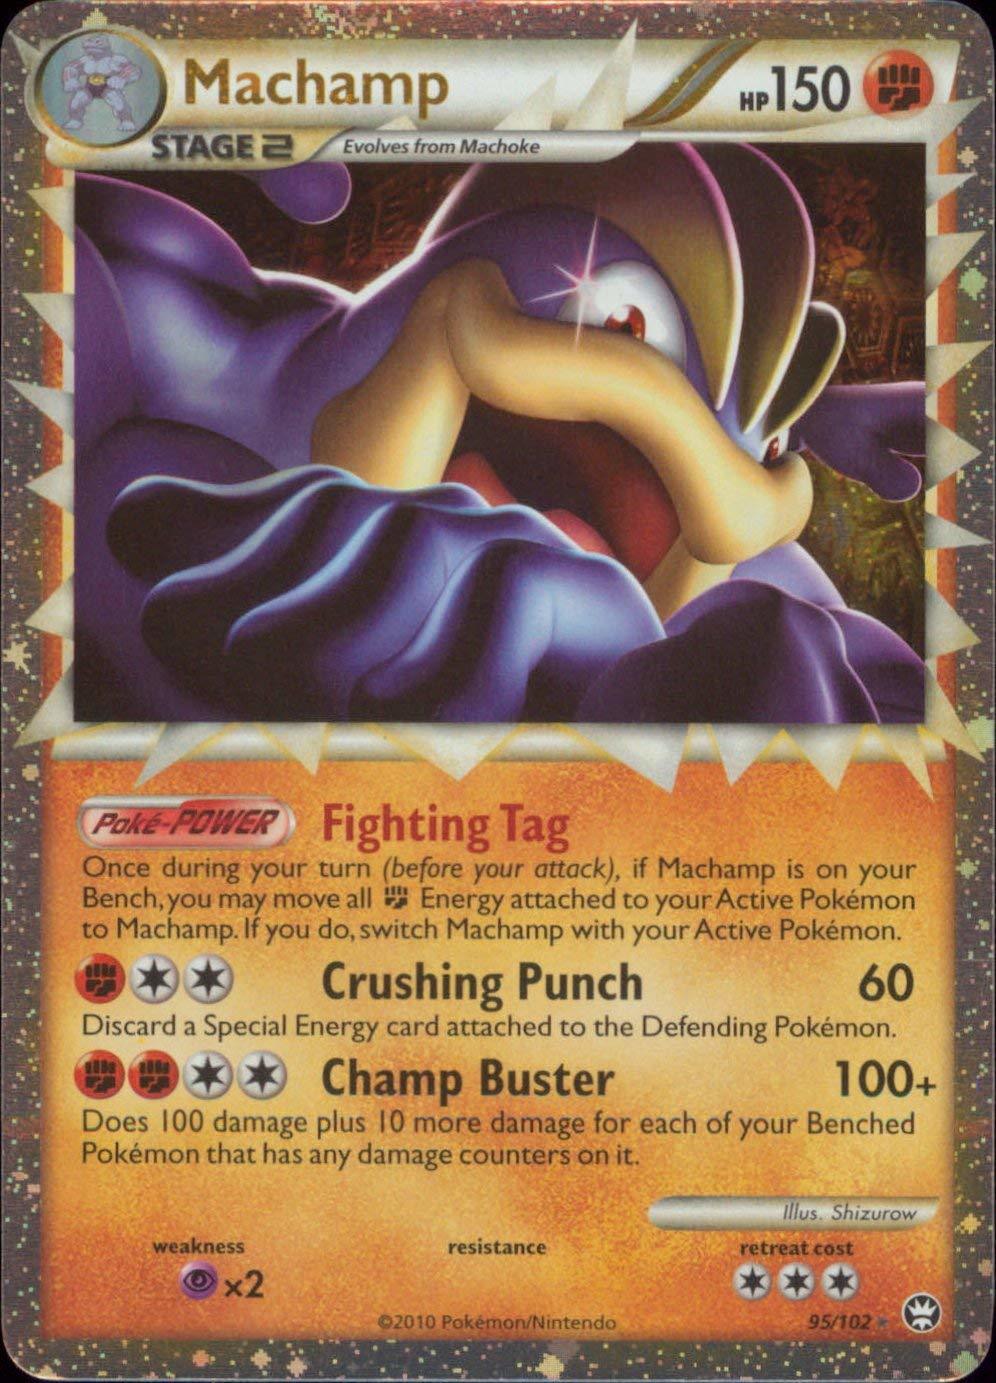 Machamp
HP150
STAGE 2
Evolves from Machoke
Poké-POWER Fighting Tag
Once during your turn (before your attack), if Machamp is on your
Bench, you may move all Energy attached to your Active Pokémon
to Machamp. If you do, switch Machamp with your Active Pokémon.
Crushing Punch 60
Discard a Special Energy card attached to the Defending Pokémon.
Champ Buster 100+
Does 100 damage plus 10 more damage for each of your Benched
Pokémon that has any damage counters on it.
Illus. Shizurow
weakness resistance retreat cost
x2
©2010 Pokémon/Nintendo 95/102